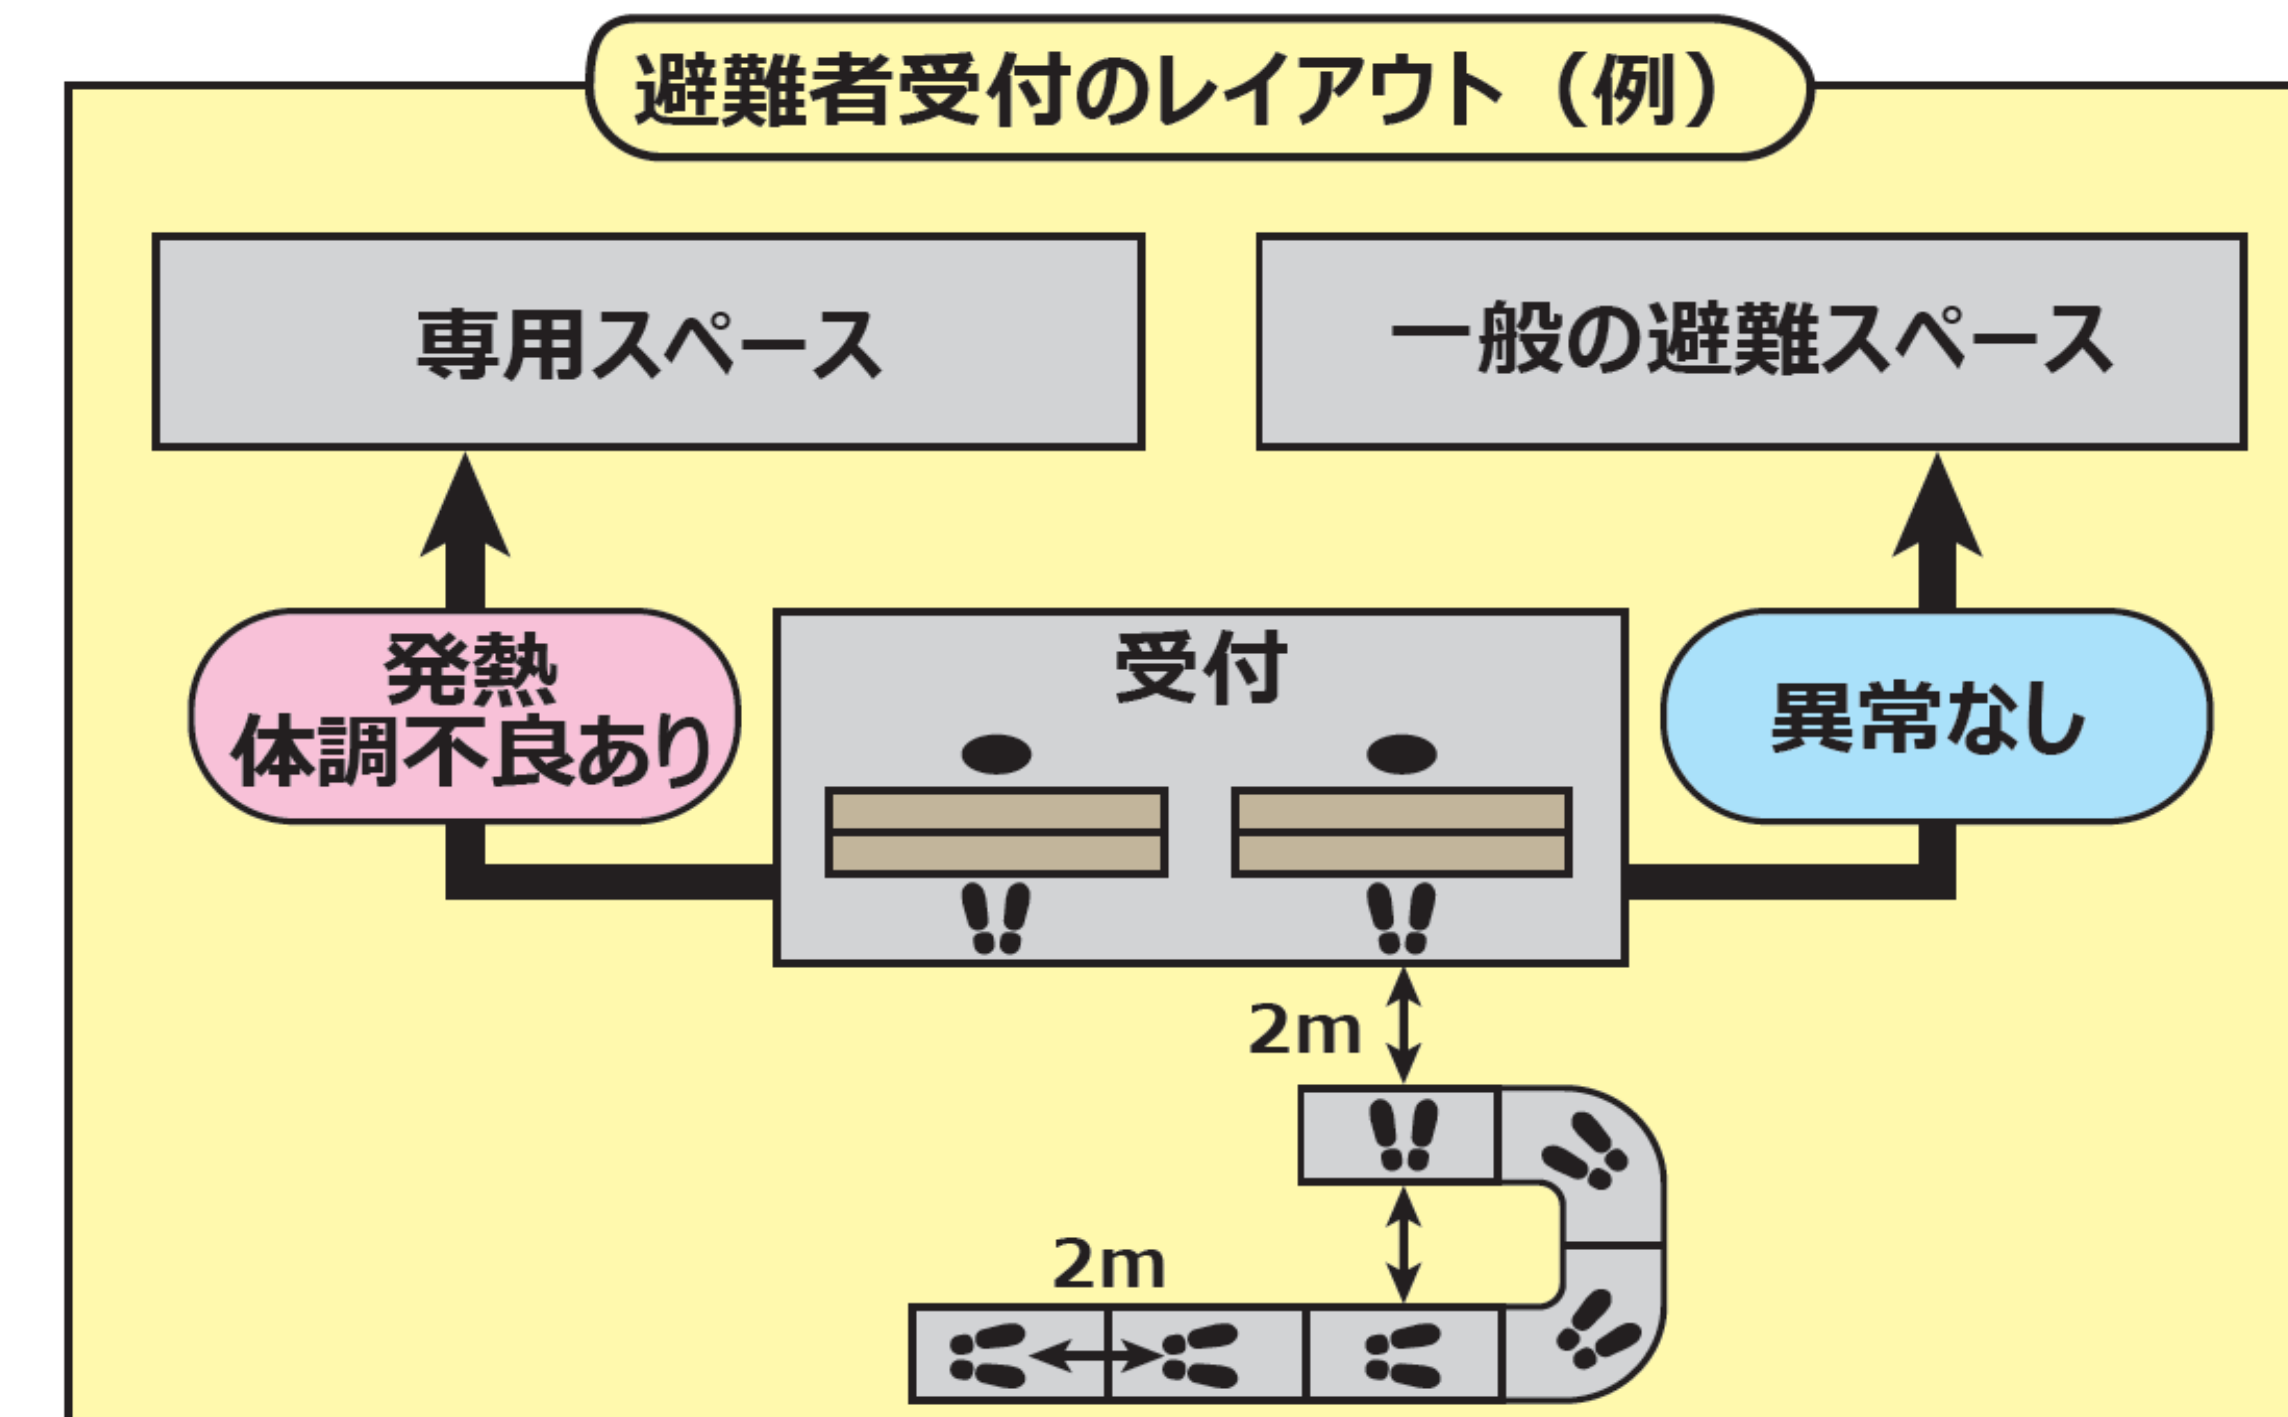 避難者受付のレイアウト（例）
専用スペース
一般の避難スペース
発熱
体調不良あり
受付
異常なし
2m
2m